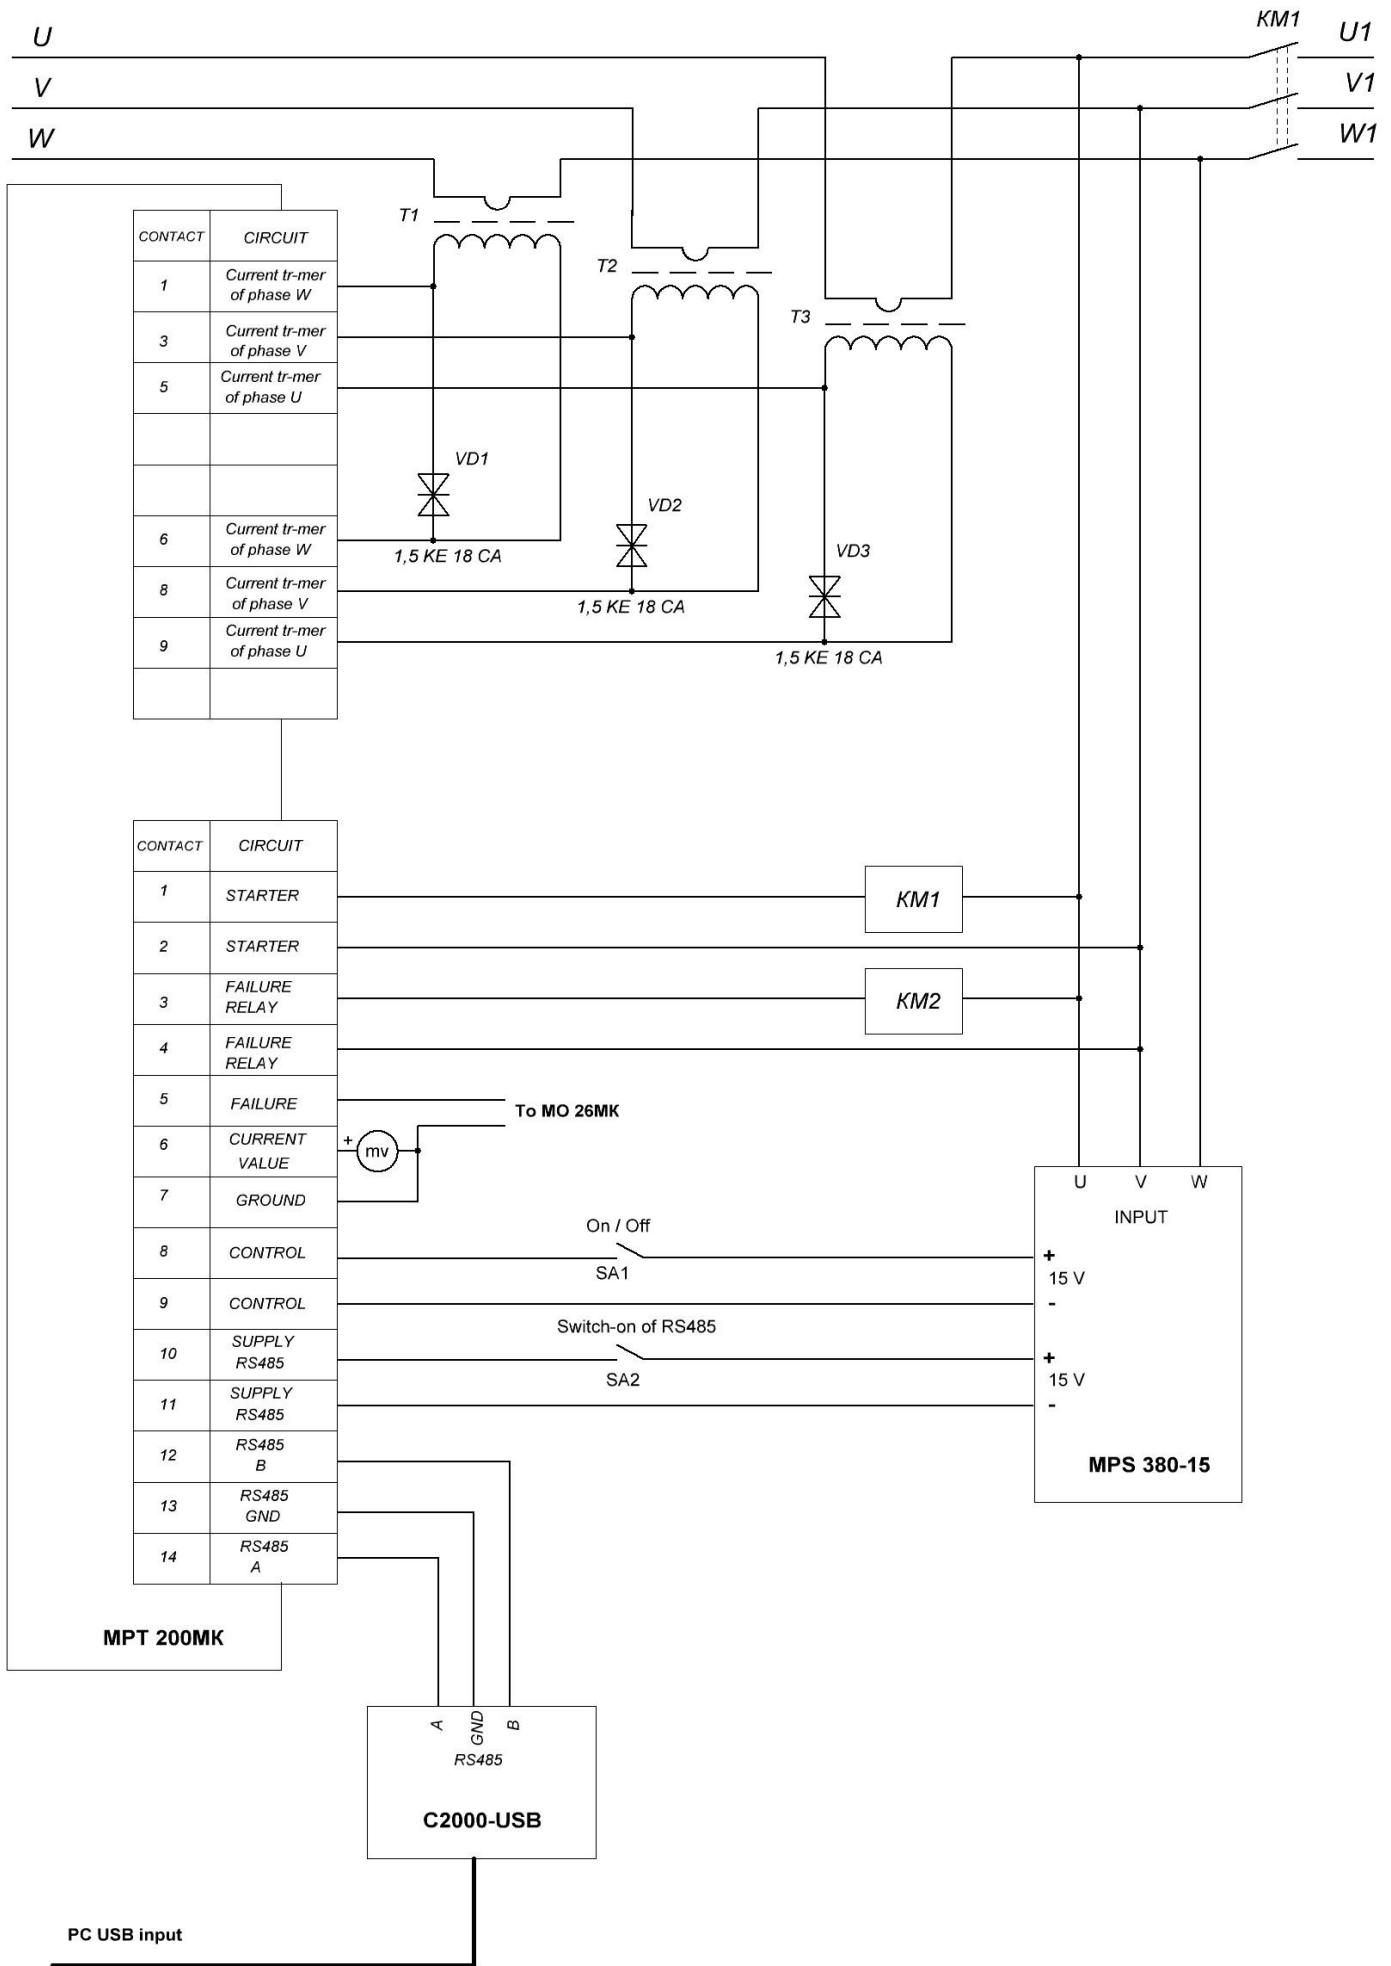 U
V
W
KM1
U1
V1
W1
T1
T2
T3
CONTACT
CIRCUIT
1
Current tr-mer
of phase W
3
Current tr-mer
of phase V
5
Current tr-mer
of phase U
6
Current tr-mer
of phase W
8
Current tr-mer
of phase V
9
Current tr-mer
of phase U
VD1
1,5 KE 18 CA
VD2
1,5 KE 18 CA
VD3
1,5 KE 18 CA
CONTACT
CIRCUIT
1
STARTER
2
STARTER
3
FAILURE
RELAY
4
FAILURE
RELAY
5
FAILURE
6
CURRENT
VALUE
7
GROUND
8
CONTROL
9
CONTROL
10
SUPPLY
RS485
11
SUPPLY
RS485
12
RS485
B
13
RS485
GND
14
RS485
A
MPT 200MK
KM1
KM2
To MO 26MK
+
mv
On / Off
SA1
Switch-on of RS485
SA2
U
V
W
INPUT
+
15 V
-
+
15 V
-
MPS 380-15
A
GND
B
RS485
C2000-USB
PC USB input